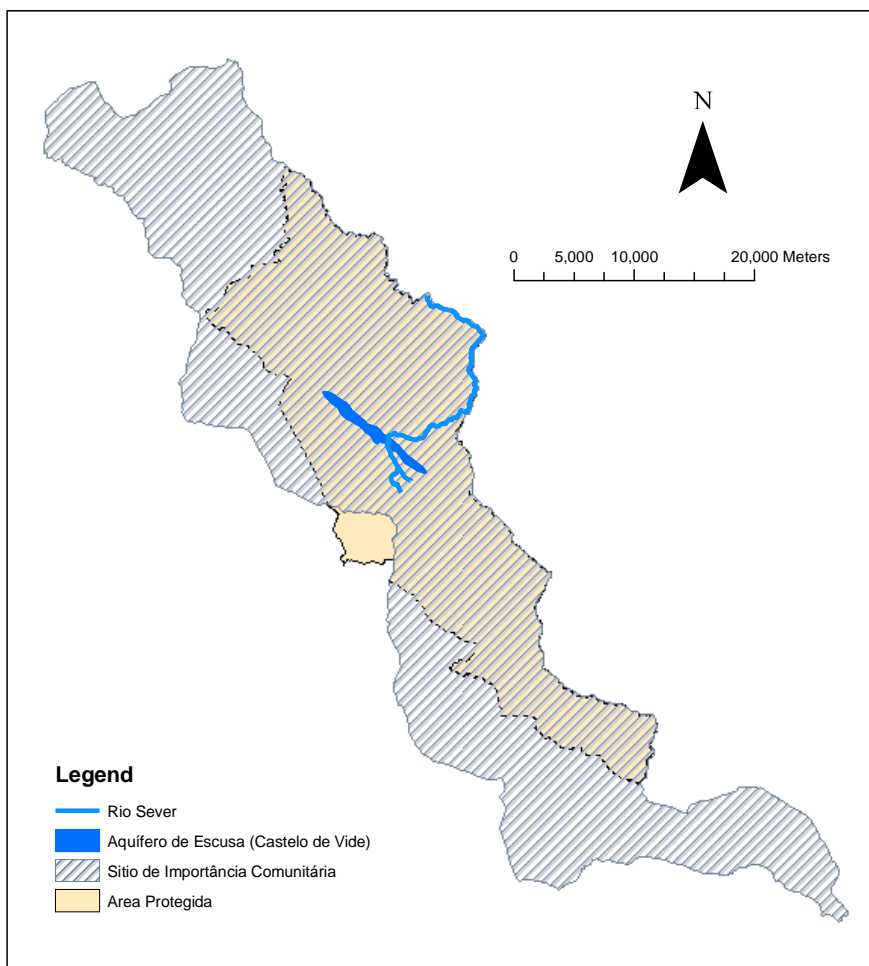 N
0 5,000 10,000 20,000 Meters
Legend
Rio Sever
Aquífero de Escusa (Castelo de Vide)
Sitio de Importância Comunitária
Area Protegida